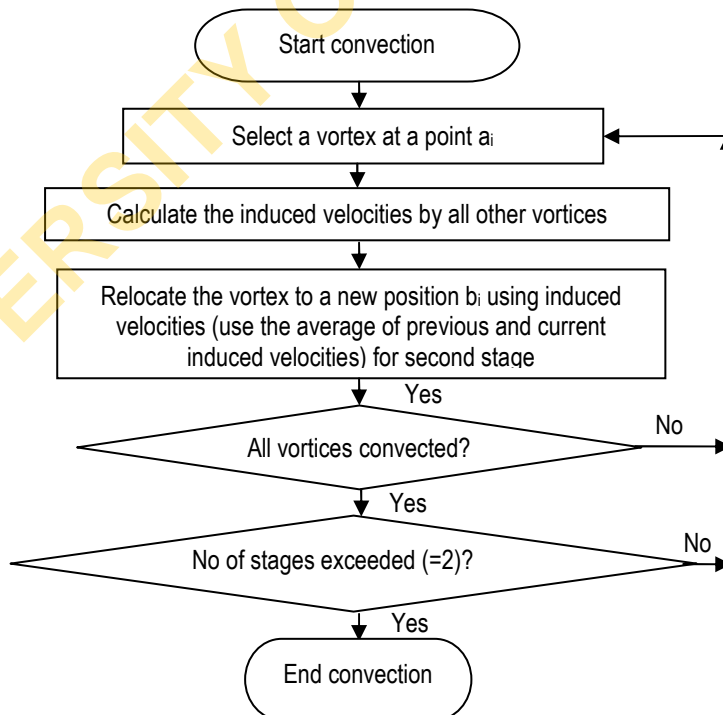 Start convection
Select a vortex at a point aᵢ
Calculate the induced velocities by all other vortices
Relocate the vortex to a new position bᵢ using induced
velocities (use the average of previous and current
induced velocities) for second stage
Yes
All vortices convected?
No
Yes
No of stages exceeded (=2)?
No
Yes
End convection
ERSITY